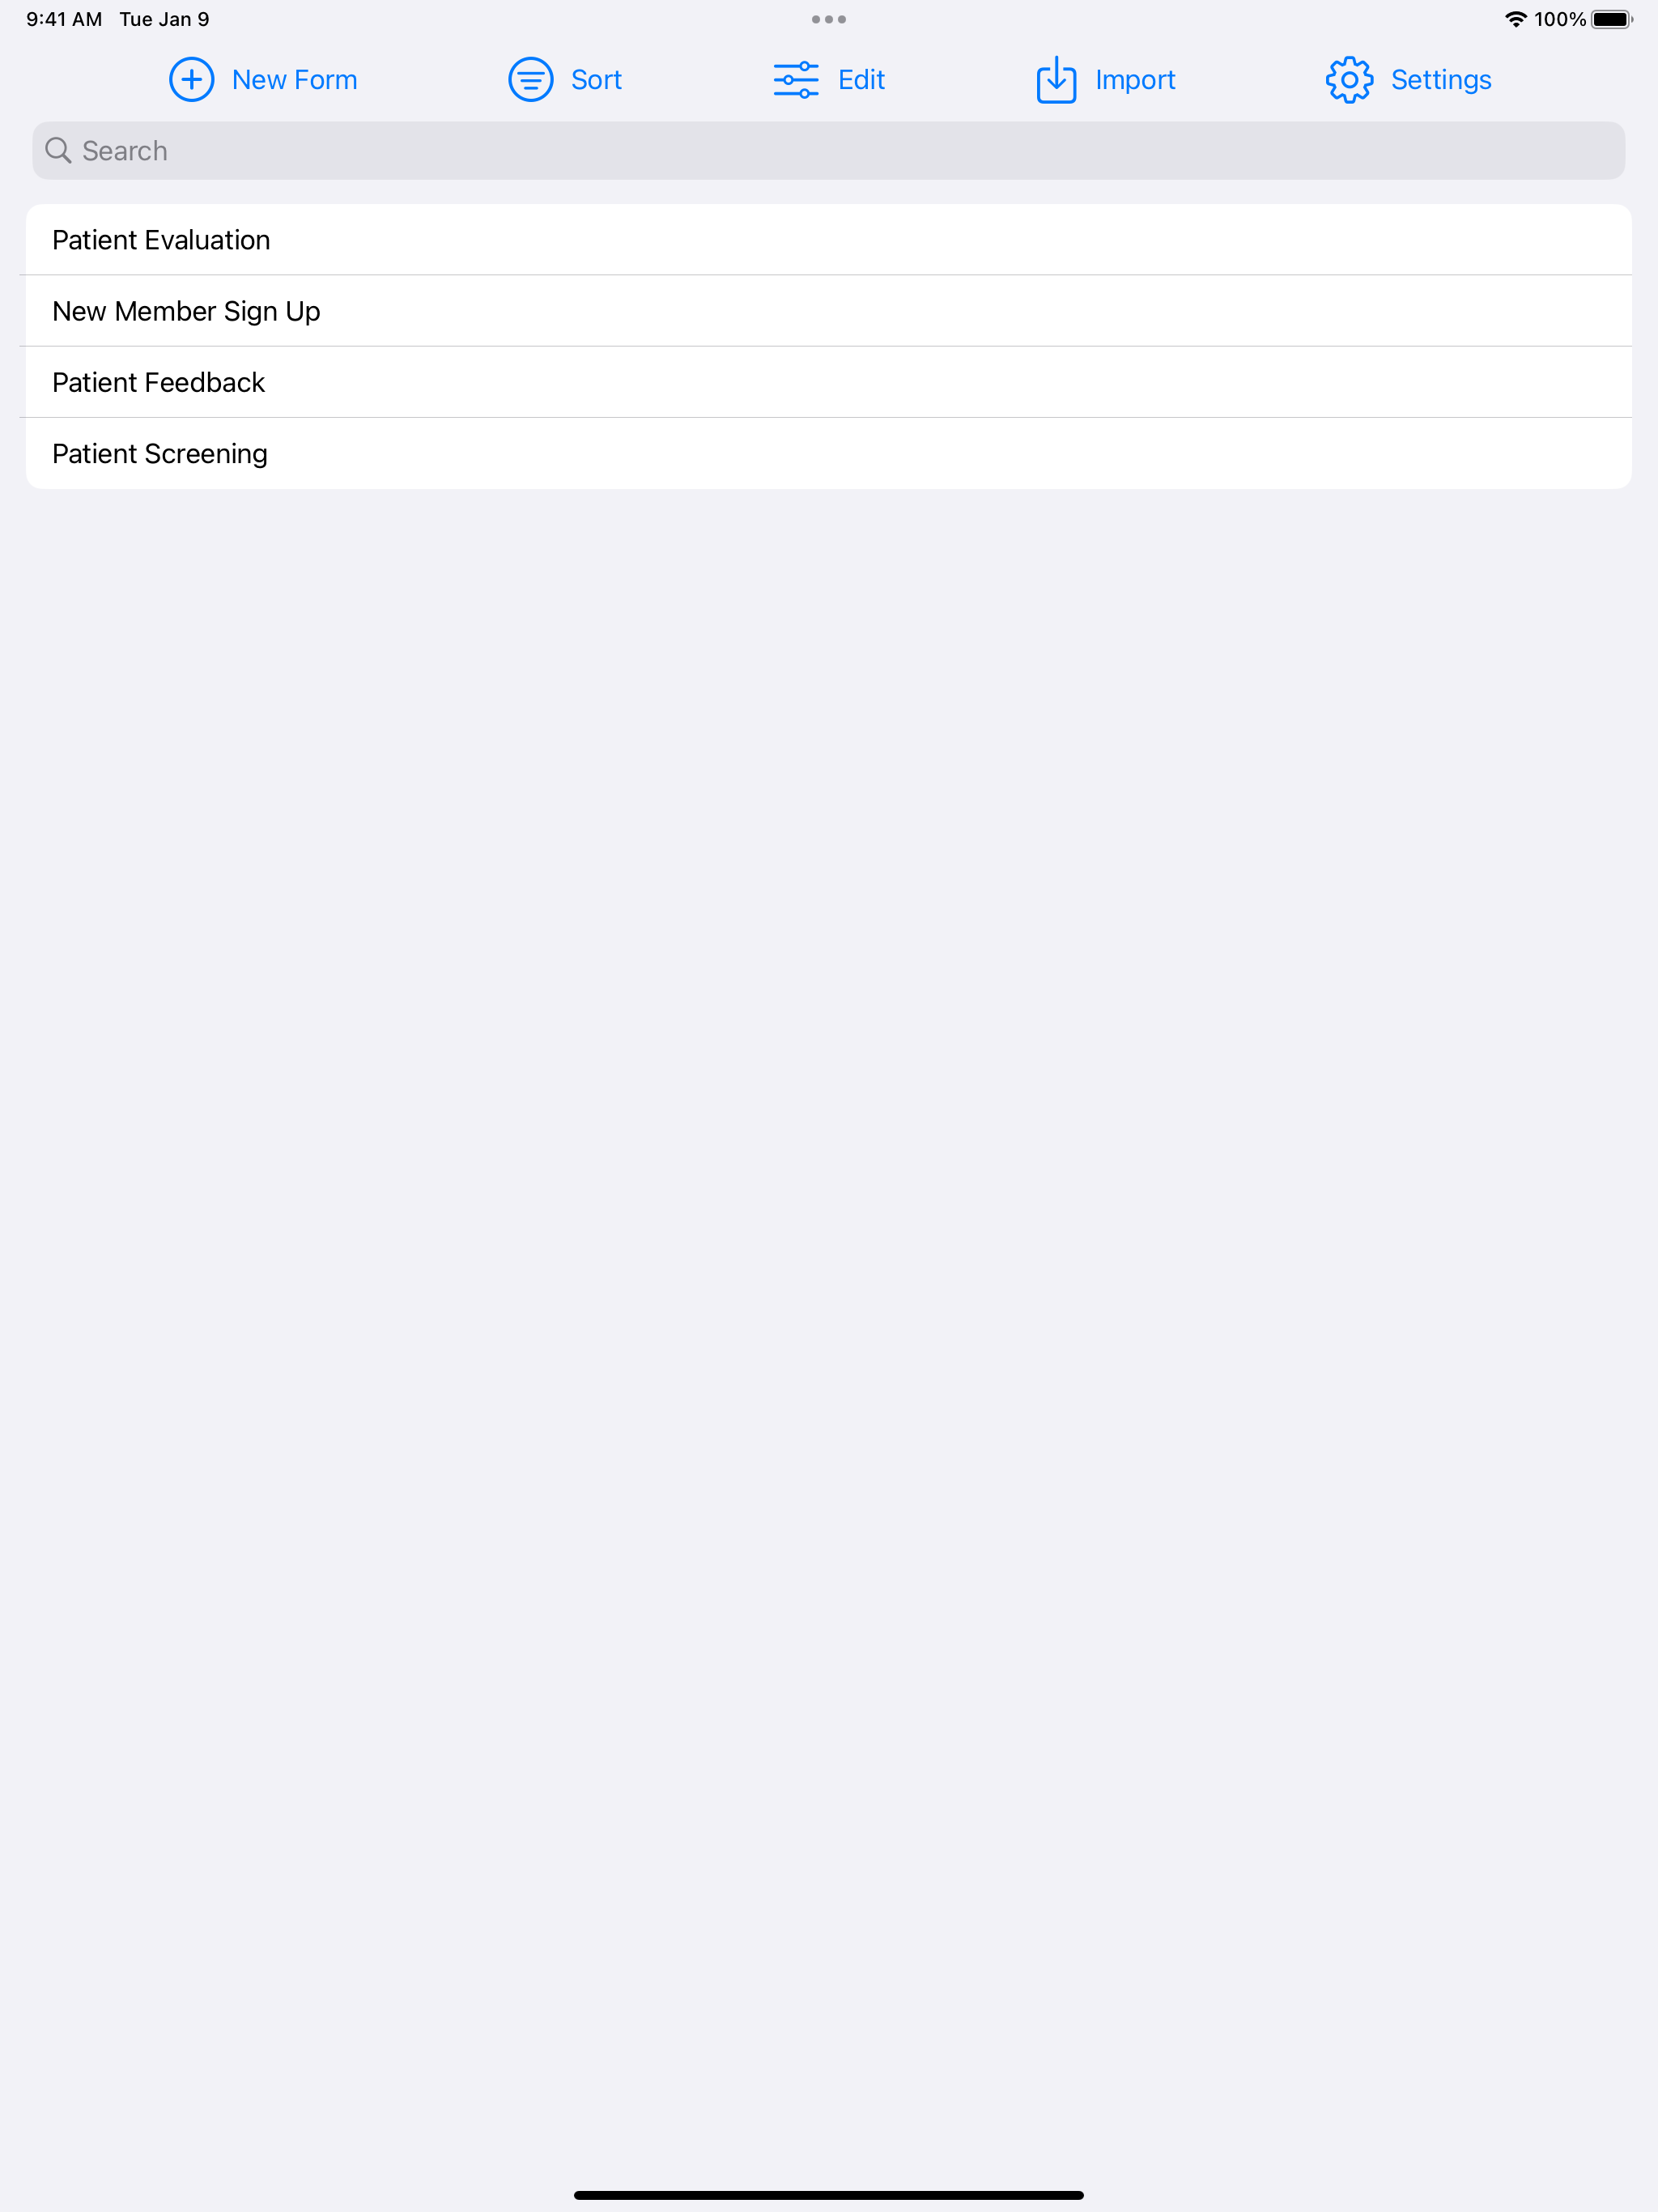 9:41 AM Tue Jan 9 100%
New Form Sort Edit Import Settings
Search
Patient Evaluation
New Member Sign Up
Patient Feedback
Patient Screening